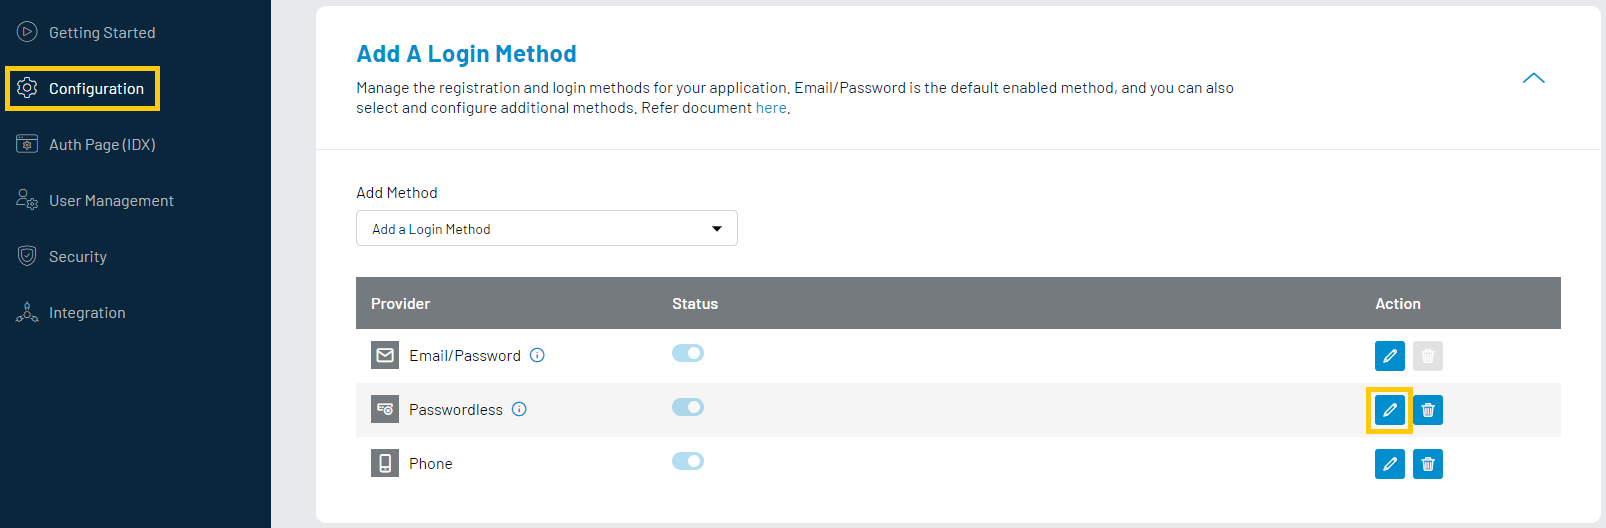 Getting Started
Configuration
Auth Page (IDX)
User Management
Security
Integration
Add A Login Method
Manage the registration and login methods for your application. Email/Password is the default enabled method, and you can also
select and configure additional methods. Refer document here.
Add Method
Add a Login Method
Provider Status Action
Email/Password
Passwordless
Phone